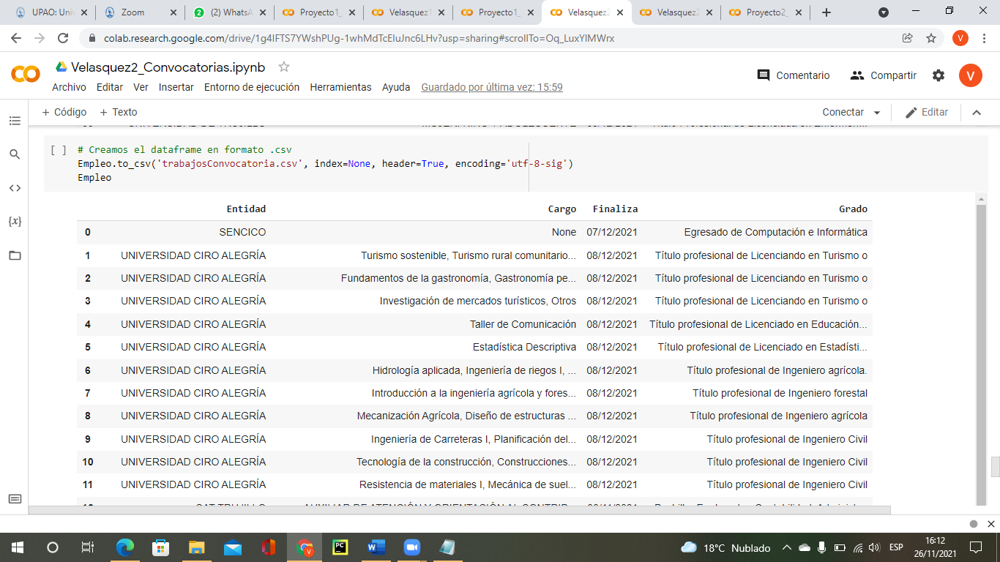 UPAO: Uni
Zoom
(2) WhatsA
Proyecto1_
Velasquez1
Proyecto1_
Velasquez2
Velasquez2
Proyecto2_
colab.research.google.com/drive/1g4lFTS7YWshPUg-1whMdTcEIuJnc6LHv?usp=sharing#scrollTo=Oq_LuxYlMWrx
V
Velasquez2_Convocatorias.ipynb
Comentario
Compartir
V
Archivo Editar Ver Insertar Entorno de ejecución Herramientas Ayuda Guardado por última vez: 15:59
+ Código + Texto
Conectar
Editar
[ ] # Creamos el dataframe en formato .csv
Empleo.to_csv('trabajosConvocatoria.csv', index=None, header=True, encoding='utf-8-sig')
Empleo
Entidad Cargo Finaliza Grado
0 SENCICO None 07/12/2021 Egresado de Computación e Informática
1 UNIVERSIDAD CIRO ALEGRÍA Turismo sostenible, Turismo rural comunitario... 08/12/2021 Título profesional de Licenciando en Turismo o
2 UNIVERSIDAD CIRO ALEGRÍA Fundamentos de la gastronomía, Gastronomía pe... 08/12/2021 Título profesional de Licenciando en Turismo o
3 UNIVERSIDAD CIRO ALEGRÍA Investigación de mercados turísticos, Otros 08/12/2021 Título profesional de Licenciando en Turismo o
4 UNIVERSIDAD CIRO ALEGRÍA Taller de Comunicación 08/12/2021 Título profesional de Licenciado en Educación...
5 UNIVERSIDAD CIRO ALEGRÍA Estadística Descriptiva 08/12/2021 Título profesional de Licenciado en Estadísti...
6 UNIVERSIDAD CIRO ALEGRÍA Hidrología aplicada, Ingeniería de riegos I, ... 08/12/2021 Título profesional de Ingeniero agrícola.
7 UNIVERSIDAD CIRO ALEGRÍA Introducción a la ingeniería agrícola y fores... 08/12/2021 Título profesional de Ingeniero forestal
8 UNIVERSIDAD CIRO ALEGRÍA Mecanización Agrícola, Diseño de estructuras ... 08/12/2021 Título profesional de Ingeniero agrícola
9 UNIVERSIDAD CIRO ALEGRÍA Ingeniería de Carreteras I, Planificación del... 08/12/2021 Título profesional de Ingeniero Civil
10 UNIVERSIDAD CIRO ALEGRÍA Tecnología de la construcción, Construcciones... 08/12/2021 Título profesional de Ingeniero Civil
11 UNIVERSIDAD CIRO ALEGRÍA Resistencia de materiales I, Mecánica de suel... 08/12/2021 Título profesional de Ingeniero Civil
18°C Nublado
ESP
16:12
26/11/2021